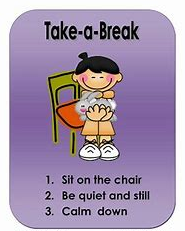 Take-a-Break
1. Sit on the chair
2. Be quiet and still
3. Calm down